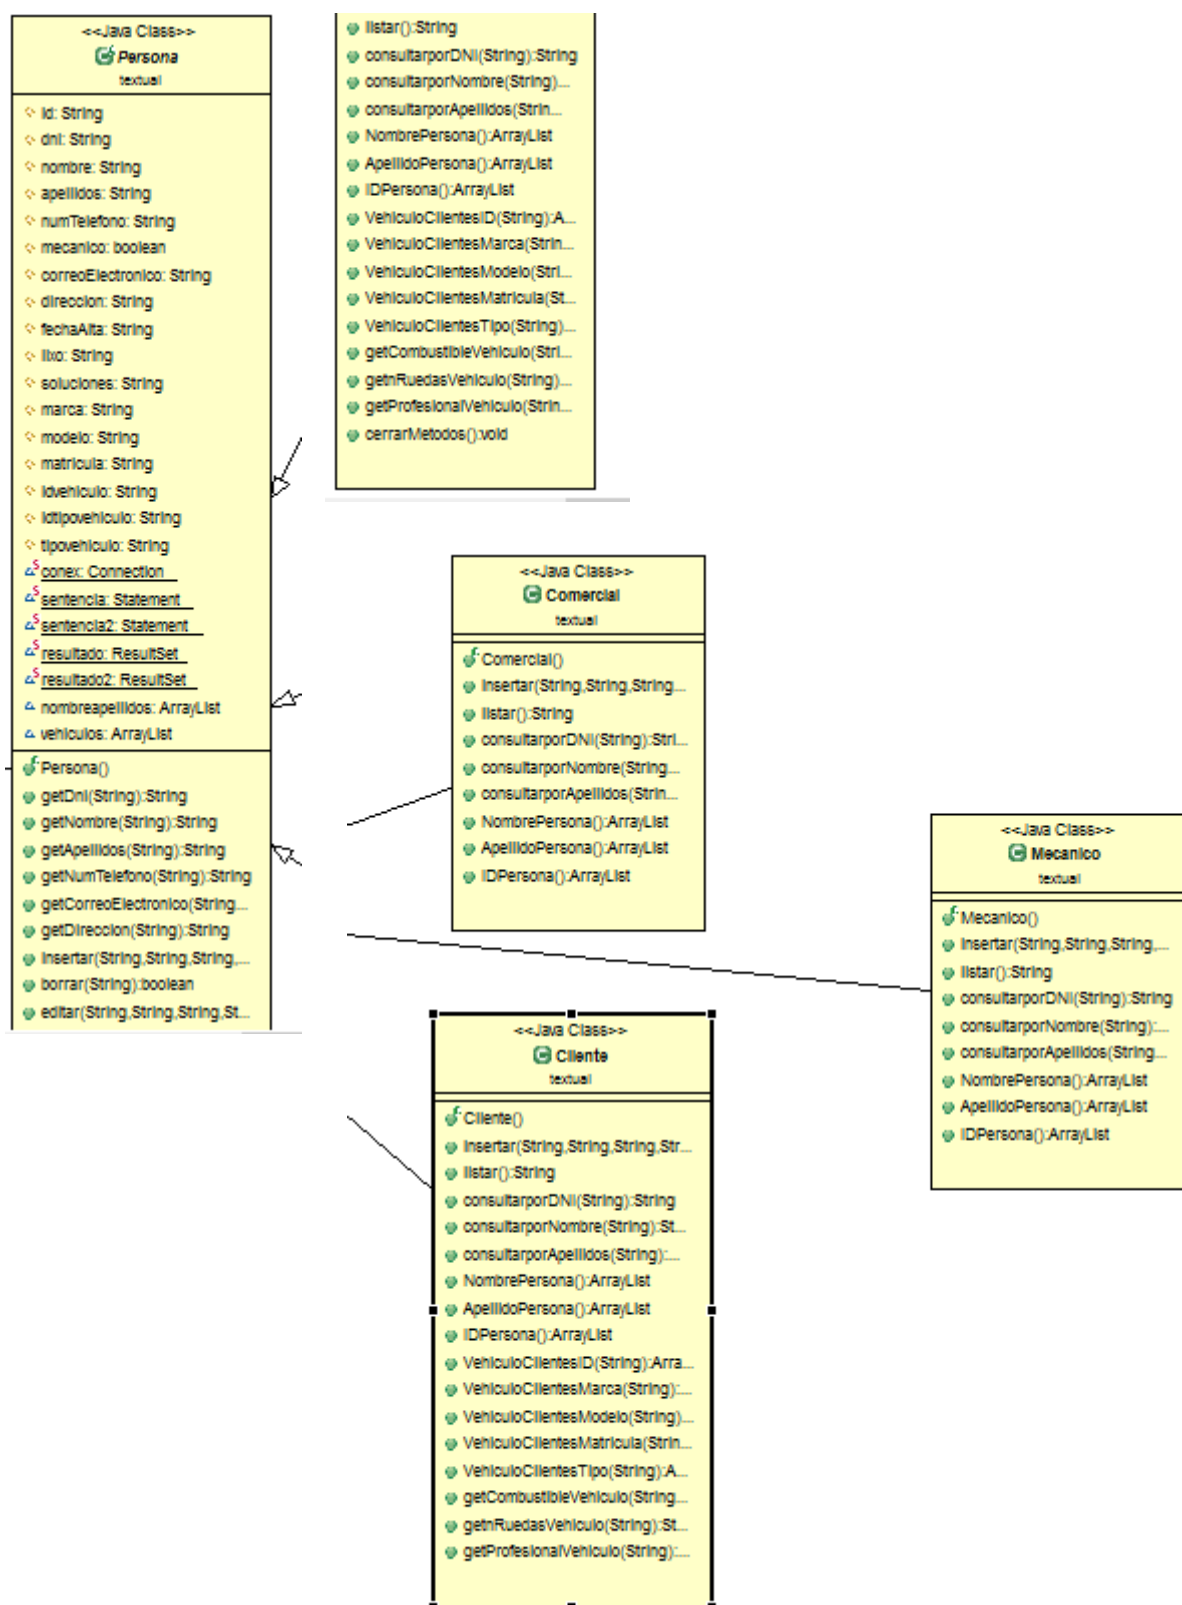 <<Java Class>>
Persona
textual
id: String
dni: String
nombre: String
apellidos: String
numTelefono: String
mecanico: boolean
correoElectronico: String
direccion: String
fechaAlta: String
lixo: String
soluciones: String
marca: String
modelo: String
matricula: String
idvehiculo: String
idtipovehiculo: String
tipovehiculo: String
conex: Connection
sentencia: Statement
sentencia2: Statement
resultado: ResultSet
resultado2: ResultSet
nombreapellidos: ArrayList
vehiculos: ArrayList
Persona()
getDni(String):String
getNombre(String):String
getApellidos(String):String
getNumTelefono(String):String
getCorreoElectronico(String...
getDireccion(String):String
insertar(String,String,String,...
borrar(String):boolean
editar(String,String,String,St...
listar():String
consultarporDNI(String):String
consultarporNombre(String)...
consultarporApellidos(Strin...
NombrePersona():ArrayList
ApellidoPersona():ArrayList
IDPersona():ArrayList
VehiculoClientesID(String):A...
VehiculoClientesMarca(Strin...
VehiculoClientesModelo(Stri...
VehiculoClientesMatricula(St...
VehiculoClientesTipo(String)...
getCombustibleVehiculo(Stri...
getnRuedasVehiculo(String)...
getProfesionalVehiculo(Strin...
cerrarMetodos():void
<<Java Class>>
Comercial
textual
Comercial()
insertar(String,String,String...
listar():String
consultarporDNI(String):Stri...
consultarporNombre(String...
consultarporApellidos(Strin...
NombrePersona():ArrayList
ApellidoPersona():ArrayList
IDPersona():ArrayList
<<Java Class>>
Mecanico
textual
Mecanico()
insertar(String,String,String,...
listar():String
consultarporDNI(String):String
consultarporNombre(String):...
consultarporApellidos(String...
NombrePersona():ArrayList
ApellidoPersona():ArrayList
IDPersona():ArrayList
<<Java Class>>
Cliente
textual
Cliente()
insertar(String,String,String,Str...
listar():String
consultarporDNI(String):String
consultarporNombre(String):St...
consultarporApellidos(String):...
NombrePersona():ArrayList
ApellidoPersona():ArrayList
IDPersona():ArrayList
VehiculoClientesID(String):Arra...
VehiculoClientesMarca(String):...
VehiculoClientesModelo(String)...
VehiculoClientesMatricula(Strin...
VehiculoClientesTipo(String):A...
getCombustibleVehiculo(String...
getnRuedasVehiculo(String):St...
getProfesionalVehiculo(String):...